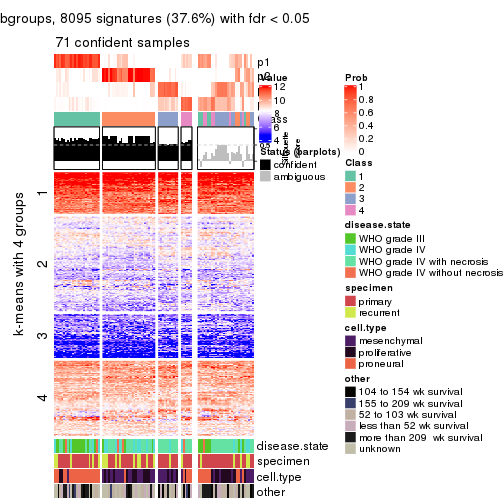 bgroups, 8095 signatures (37.6%) with fdr < 0.05
71 confident samples
p1
value
12
10
8
6
4
Status (barplots)
confident
ambiguous
Silhouette
score
Prob
1
0.8
0.6
0.4
0.2
0
Class
1
2
3
4
disease.state
WHO grade III
WHO grade IV
WHO grade IV with necrosis
WHO grade IV without necrosis
specimen
primary
recurrent
cell.type
mesenchymal
proliferative
proneural
other
104 to 154 wk survival
155 to 209 wk survival
52 to 103 wk survival
less than 52 wk survival
more than 209 wk survival
unknown
k-means with 4 groups
1
2
3
4
disease.state
specimen
cell.type
other